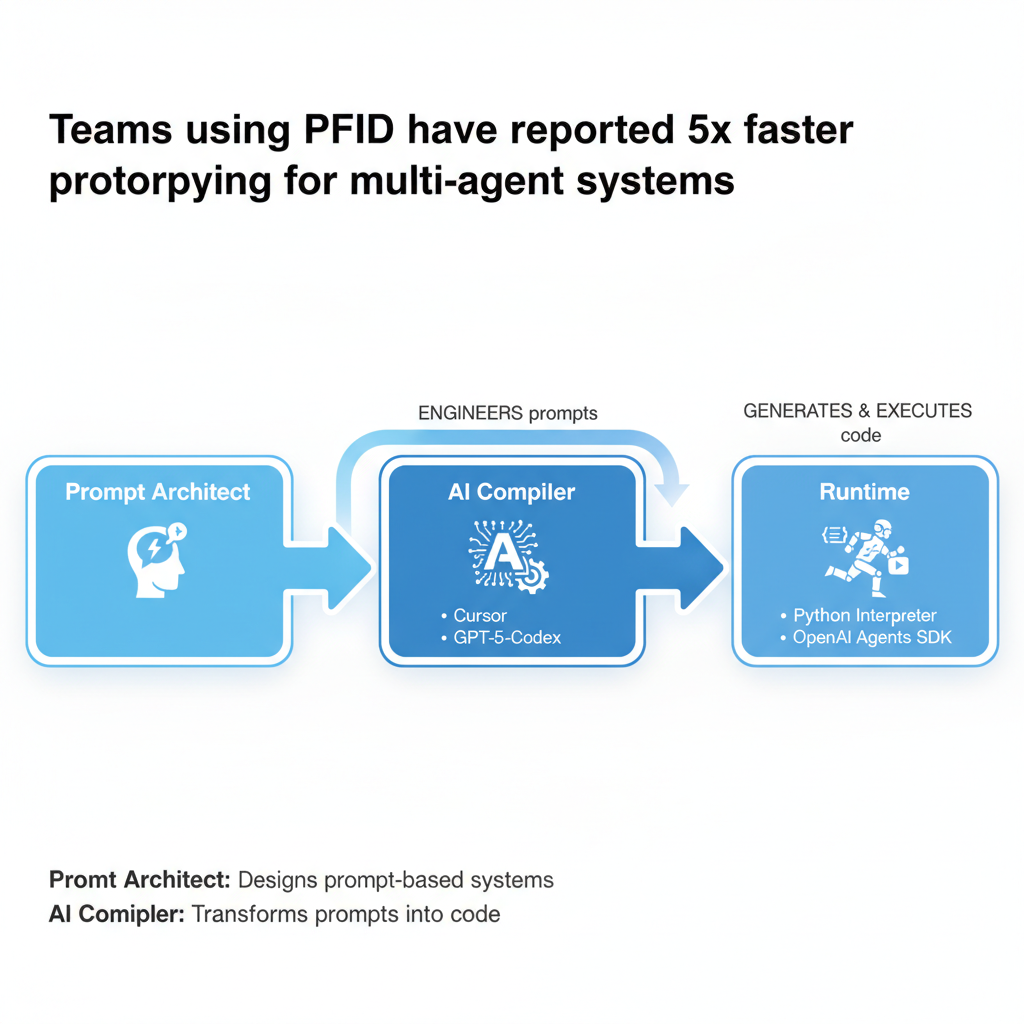 Teams using PFID have reported 5x faster
protorpying for multi-agent systems
ENGINEERS prompts
GENERATES & EXECUTES
code
Prompt Architect
AI Compiler
A
• Cursor
• GPT-5-Codex
Runtime
• Python Interpreter
• OpenAI Agents SDK
Promt Architect: Designs prompt-based systems
AI Comipler: Transforms prompts into code